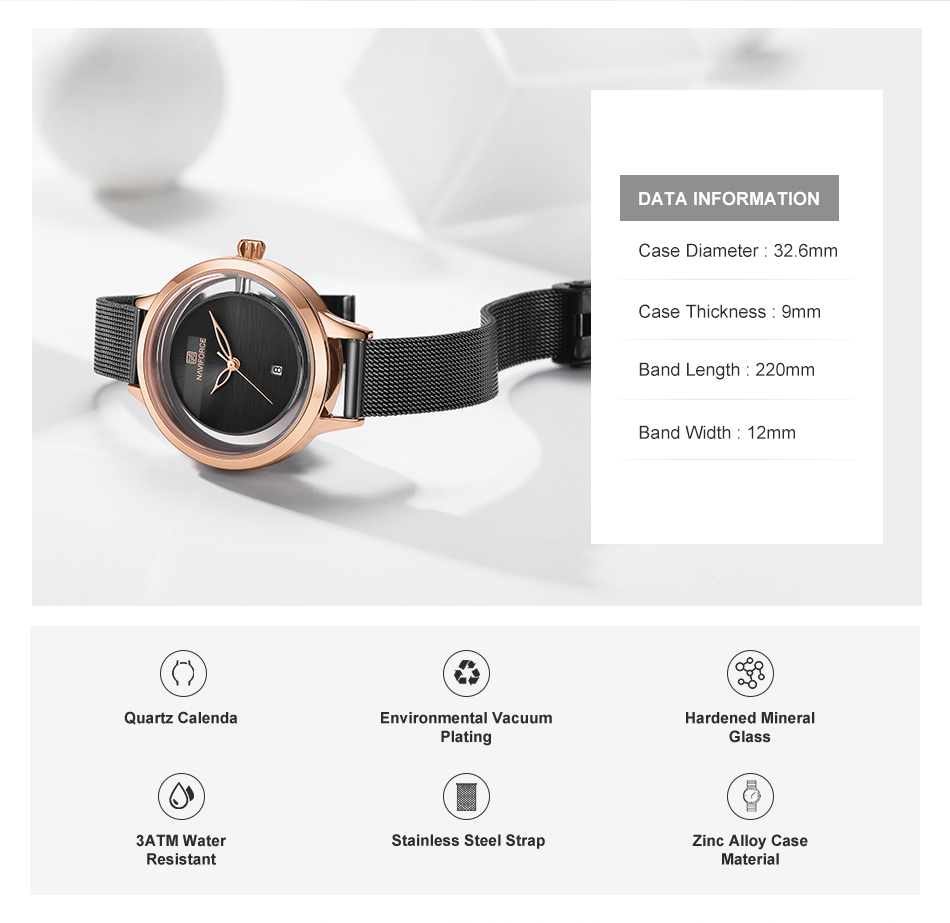 NAVIFORCE
8
DATA INFORMATION
Case Diameter : 32.6mm
Case Thickness : 9mm
Band Length : 220mm
Band Width : 12mm
Quartz Calenda
Environmental Vacuum
Plating
Hardened Mineral
Glass
3ATM Water
Resistant
Stainless Steel Strap
Zinc Alloy Case
Material